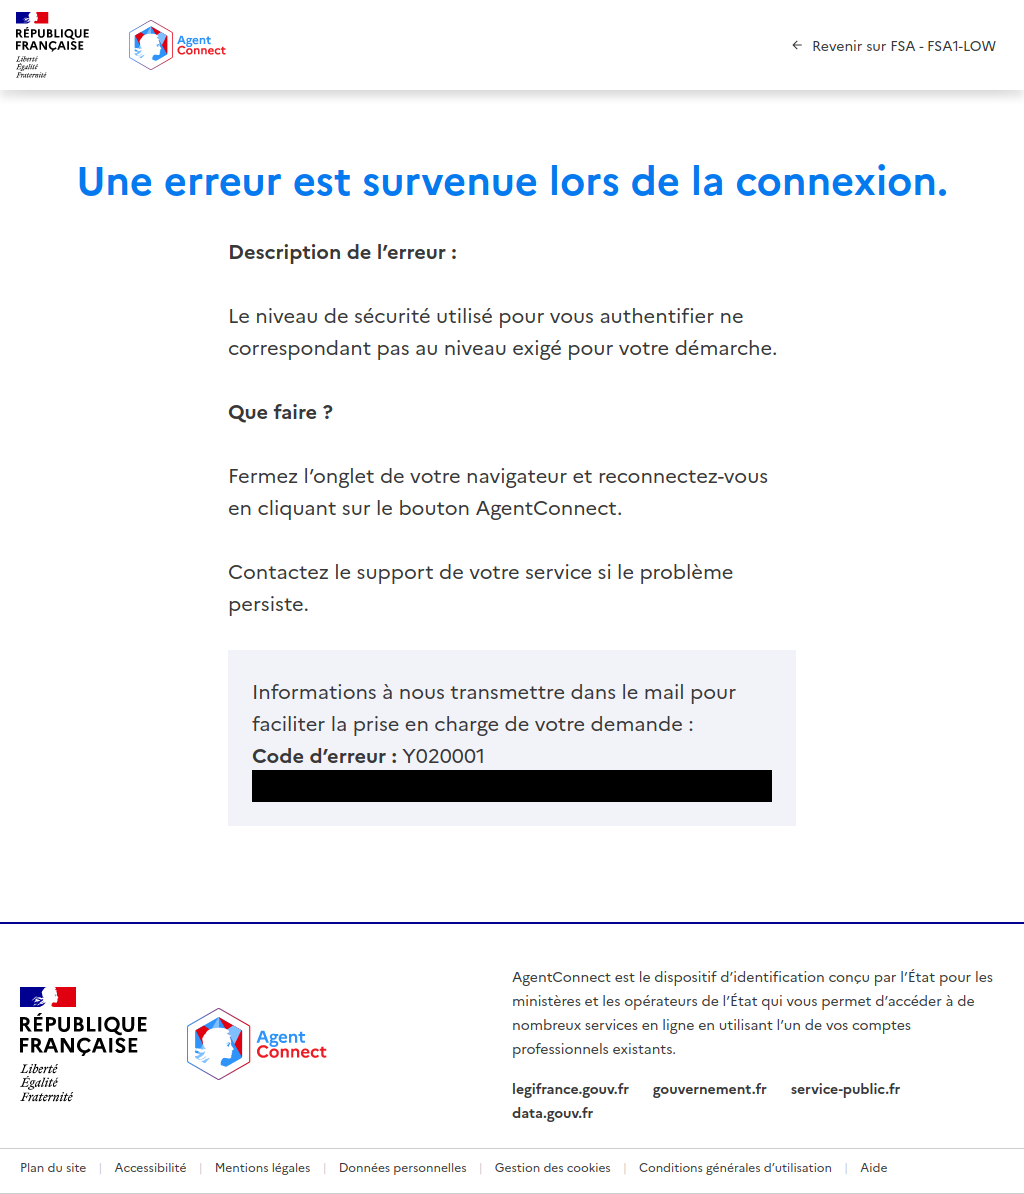 RÉPUBLIQUE
FRANÇAISE
Liberté
Égalité
Fraternité
Agent
Connect
← Revenir sur FSA - FSA1-LOW
Une erreur est survenue lors de la connexion.
Description de l’erreur :
Le niveau de sécurité utilisé pour vous authentifier ne
correspondant pas au niveau exigé pour votre démarche.
Que faire ?
Fermez l’onglet de votre navigateur et reconnectez-vous
en cliquant sur le bouton AgentConnect.
Contactez le support de votre service si le problème
persiste.
Informations à nous transmettre dans le mail pour
faciliter la prise en charge de votre demande :
Code d’erreur : Y020001
RÉPUBLIQUE
FRANÇAISE
Liberté
Égalité
Fraternité
Agent
Connect
AgentConnect est le dispositif d’identification conçu par l’État pour les
ministères et les opérateurs de l’État qui vous permet d’accéder à de
nombreux services en ligne en utilisant l’un de vos comptes
professionnels existants.
legifrance.gouv.fr gouvernement.fr service-public.fr
data.gouv.fr
Plan du site | Accessibilité | Mentions légales | Données personnelles | Gestion des cookies | Conditions générales d’utilisation | Aide